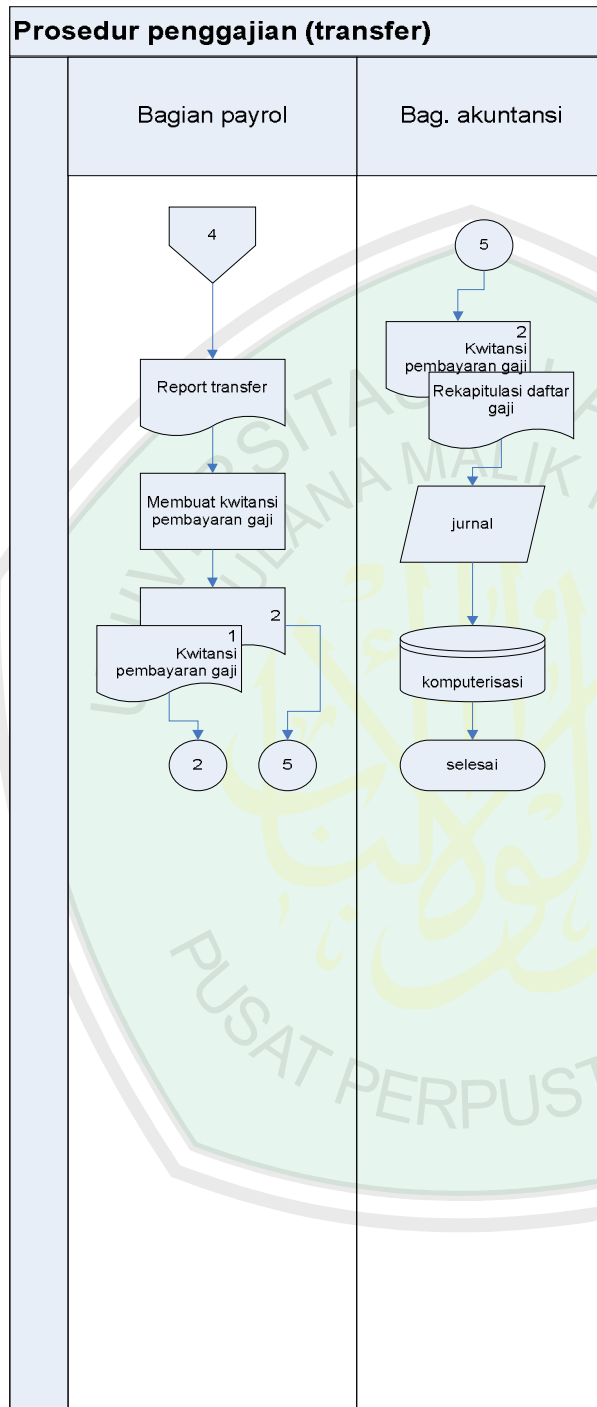 Prosedur penggajian (transfer)
Bagian payrol
Bag. akuntansi
4
Report transfer
Membuat kwitansi
pembayaran gaji
2
1
Kwitansi
pembayaran gaji
2
5
5
2
Kwitansi
pembayaran gaji
Rekapitulasi daftar
gaji
jurnal
komputerisasi
selesai
PUSAT PERPUST